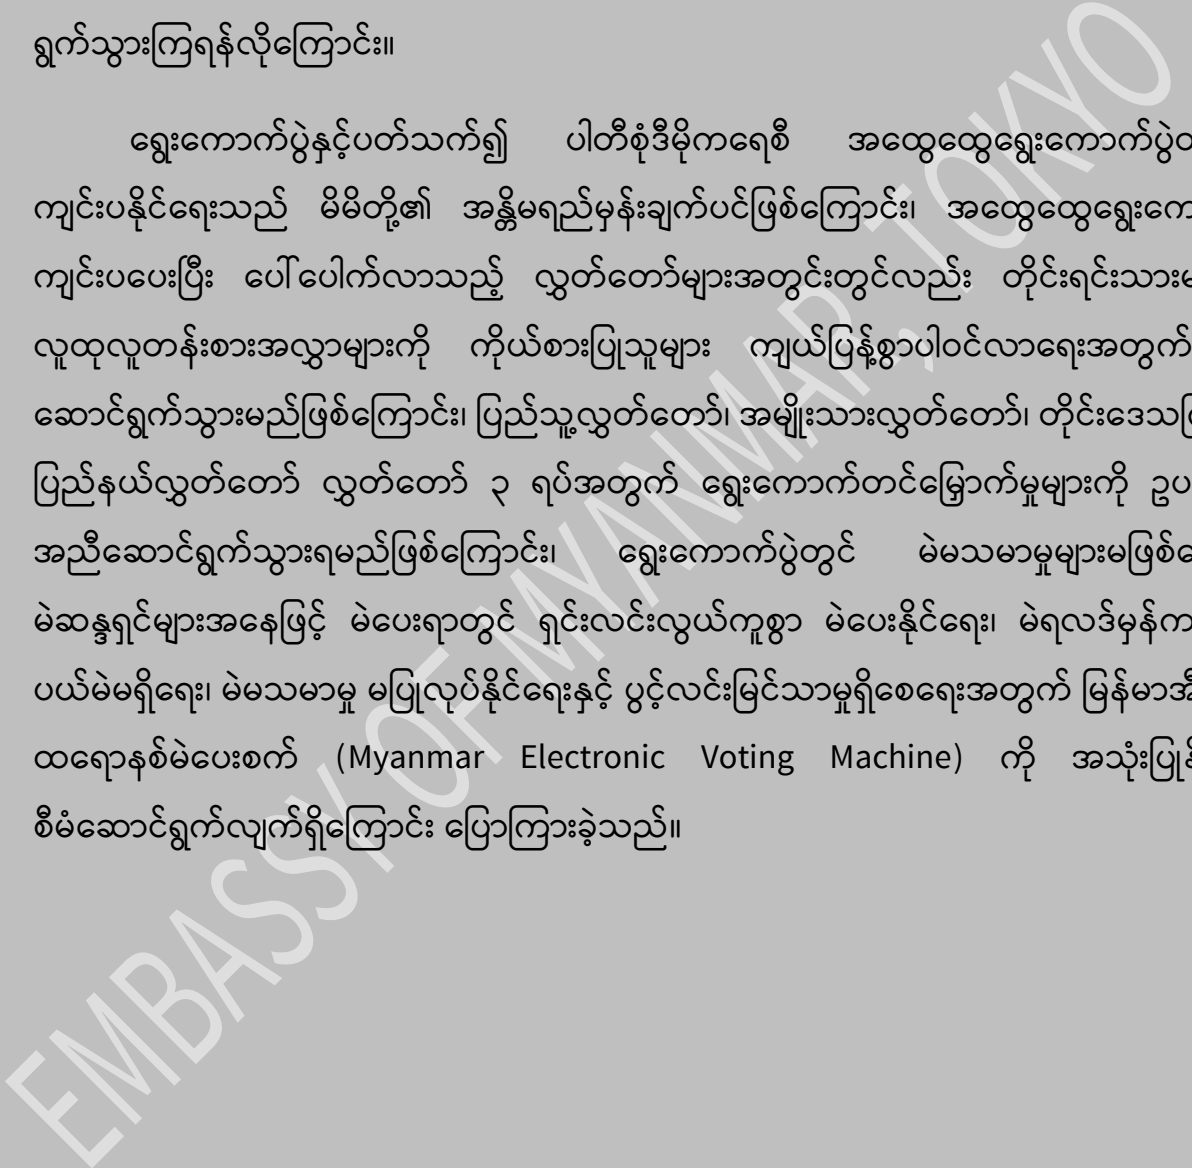 ရွက်သွားကြရန်လိုကြောင်း။
ရွေးကောက်ပွဲနှင့်ပတ်သက်၍ ပါတီစုံဒီမိုကရေစီ အထွေထွေရွေးကောက်ပွဲ
ကျင်းပနိုင်ရေးသည် မိမိတို့၏ အန္တိမရည်မှန်းချက်ပင်ဖြစ်ကြောင်း၊ အထွေထွေရွေးကော
ကျင်းပပေးပြီး ပေါ်ပေါက်လာသည့် လွှတ်တော်များအတွင်းတွင်လည်း တိုင်းရင်းသား
လူထုလူတန်းစားအလွှာများကို ကိုယ်စားပြုသူများ ကျယ်ပြန့်စွာပါဝင်လာရေးအတွက်
ဆောင်ရွက်သွားမည်ဖြစ်ကြောင်း၊ ပြည်သူ့လွှတ်တော်၊ အမျိုးသားလွှတ်တော်၊ တိုင်းဒေသ
ပြည်နယ်လွှတ်တော် လွှတ်တော် ၃ ရပ်အတွက် ရွေးကောက်တင်မြှောက်မှုများကို ဥပ
အညီဆောင်ရွက်သွားရမည်ဖြစ်ကြောင်း၊ ရွေးကောက်ပွဲတွင် မဲမသမာမှုများမဖြစ်
မဲဆန္ဒရှင်များအနေဖြင့် မဲပေးရာတွင် ရှင်းလင်းလွယ်ကူစွာ မဲပေးနိုင်ရေး၊ မဲရလဒ်မှန်က
ပယ်မဲမရှိရေး၊ မဲမသမာမှု မပြုလုပ်နိုင်ရေးနှင့် ပွင့်လင်းမြင်သာမှုရှိစေရေးအတွက် မြန်မာအီ
ထရောနစ်မဲပေးစက် (Myanmar Electronic Voting Machine) ကို အသုံးပြု
စီမံဆောင်ရွက်လျက်ရှိကြောင်း ပြောကြားခဲ့သည်။
EMBASSY OF MYANMAR, TOKYO